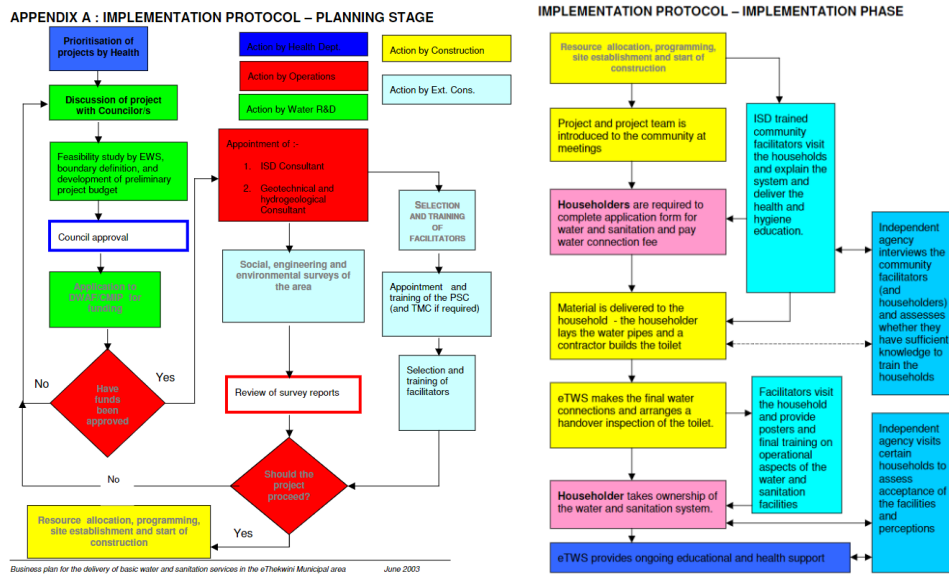 APPENDIX A : IMPLEMENTATION PROTOCOL – PLANNING STAGE
Prioritisation of
projects by Health
Action by Health Dept.
Action by Construction
Action by Operations
Action by Ext. Cons.
Action by Water R&D
Discussion of project
with Councilor/s
Feasibility study by EWS,
boundary definition, and
development of preliminary
project budget
Council approval
Application to
DWAF/CMIP for
funding
Have
funds
been
approved
No
Yes
Appointment of :-
1. ISD Consultant
2. Geotechnical and
hydrogeological
Consultant
Social, engineering and
environmental surveys of
the area
Review of survey reports
SELECTION
AND TRAINING
OF
FACILITATORS
Appointment and
training of the PSC
(and TMC if required)
Selection and
training of
facilitators
Should the
project
proceed?
No
Yes
Resource allocation, programming,
site establishment and start of
construction
Business plan for the delivery of basic water and sanitation services in the eThekwini Municipal area June 2003
IMPLEMENTATION PROTOCOL – IMPLEMENTATION PHASE
Resource allocation, programming,
site establishment and start of
construction
Project and project team is
introduced to the community at
meetings
Householders are required to
complete application form for
water and sanitation and pay
water connection fee
Material is delivered to the
household - the householder
lays the water pipes and a
contractor builds the toilet
eTWS makes the final water
connections and arranges a
handover inspection of the toilet.
Householder takes ownership of
the water and sanitation system.
eTWS provides ongoing educational and health support
ISD trained
community
facilitators visit
the households
and explain the
system and
deliver the
health and
hygiene
education.
Facilitators visit
the household
and provide
posters and
final training on
operational
aspects of the
water and
sanitation
facilities
Independent
agency
interviews the
community
facilitators
(and
householders)
and assesses
whether they
have sufficient
knowledge to
train the
households
Independent
agency visits
certain
households to
assess
acceptance of
the facilities
and
perceptions